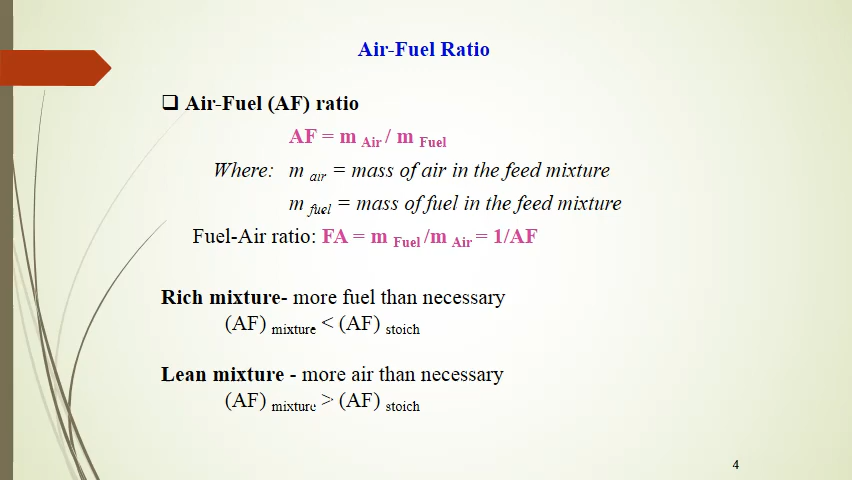 Air-Fuel Ratio
❑ Air-Fuel (AF) ratio
AF = m Air / m Fuel
Where: m air = mass of air in the feed mixture
m fuel = mass of fuel in the feed mixture
Fuel-Air ratio: FA = m Fuel /m Air = 1/AF
Rich mixture- more fuel than necessary
(AF) mixture < (AF) stoich
Lean mixture - more air than necessary
(AF) mixture > (AF) stoich
4